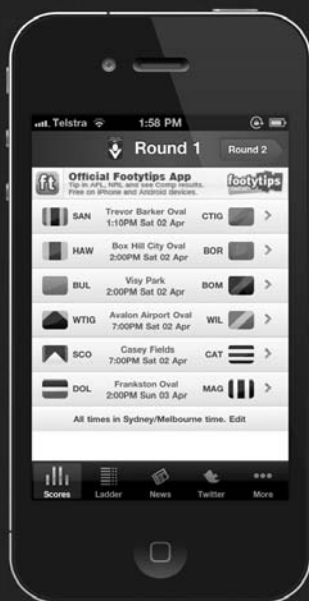 Telstra 1:58 PM
Round 1 Round 2
ft Official Footytips App footytips
Tip in AFL, NRL, and see Comp results.
Free on iPhone and Android devices.
SAN Trevor Barker Oval CTIG
1:10PM Sat 02 Apr
HAW Box Hill City Oval BOR
2:00PM Sat 02 Apr
BUL Visy Park BOM
2:00PM Sat 02 Apr
WTIG Avalon Airport Oval WIL
7:00PM Sat 02 Apr
SCO Casey Fields CAT
7:00PM Sat 02 Apr
DOL Frankston Oval MAG
2:00PM Sun 03 Apr
All times in Sydney/Melbourne time. Edit
Scores Ladder News Twitter More